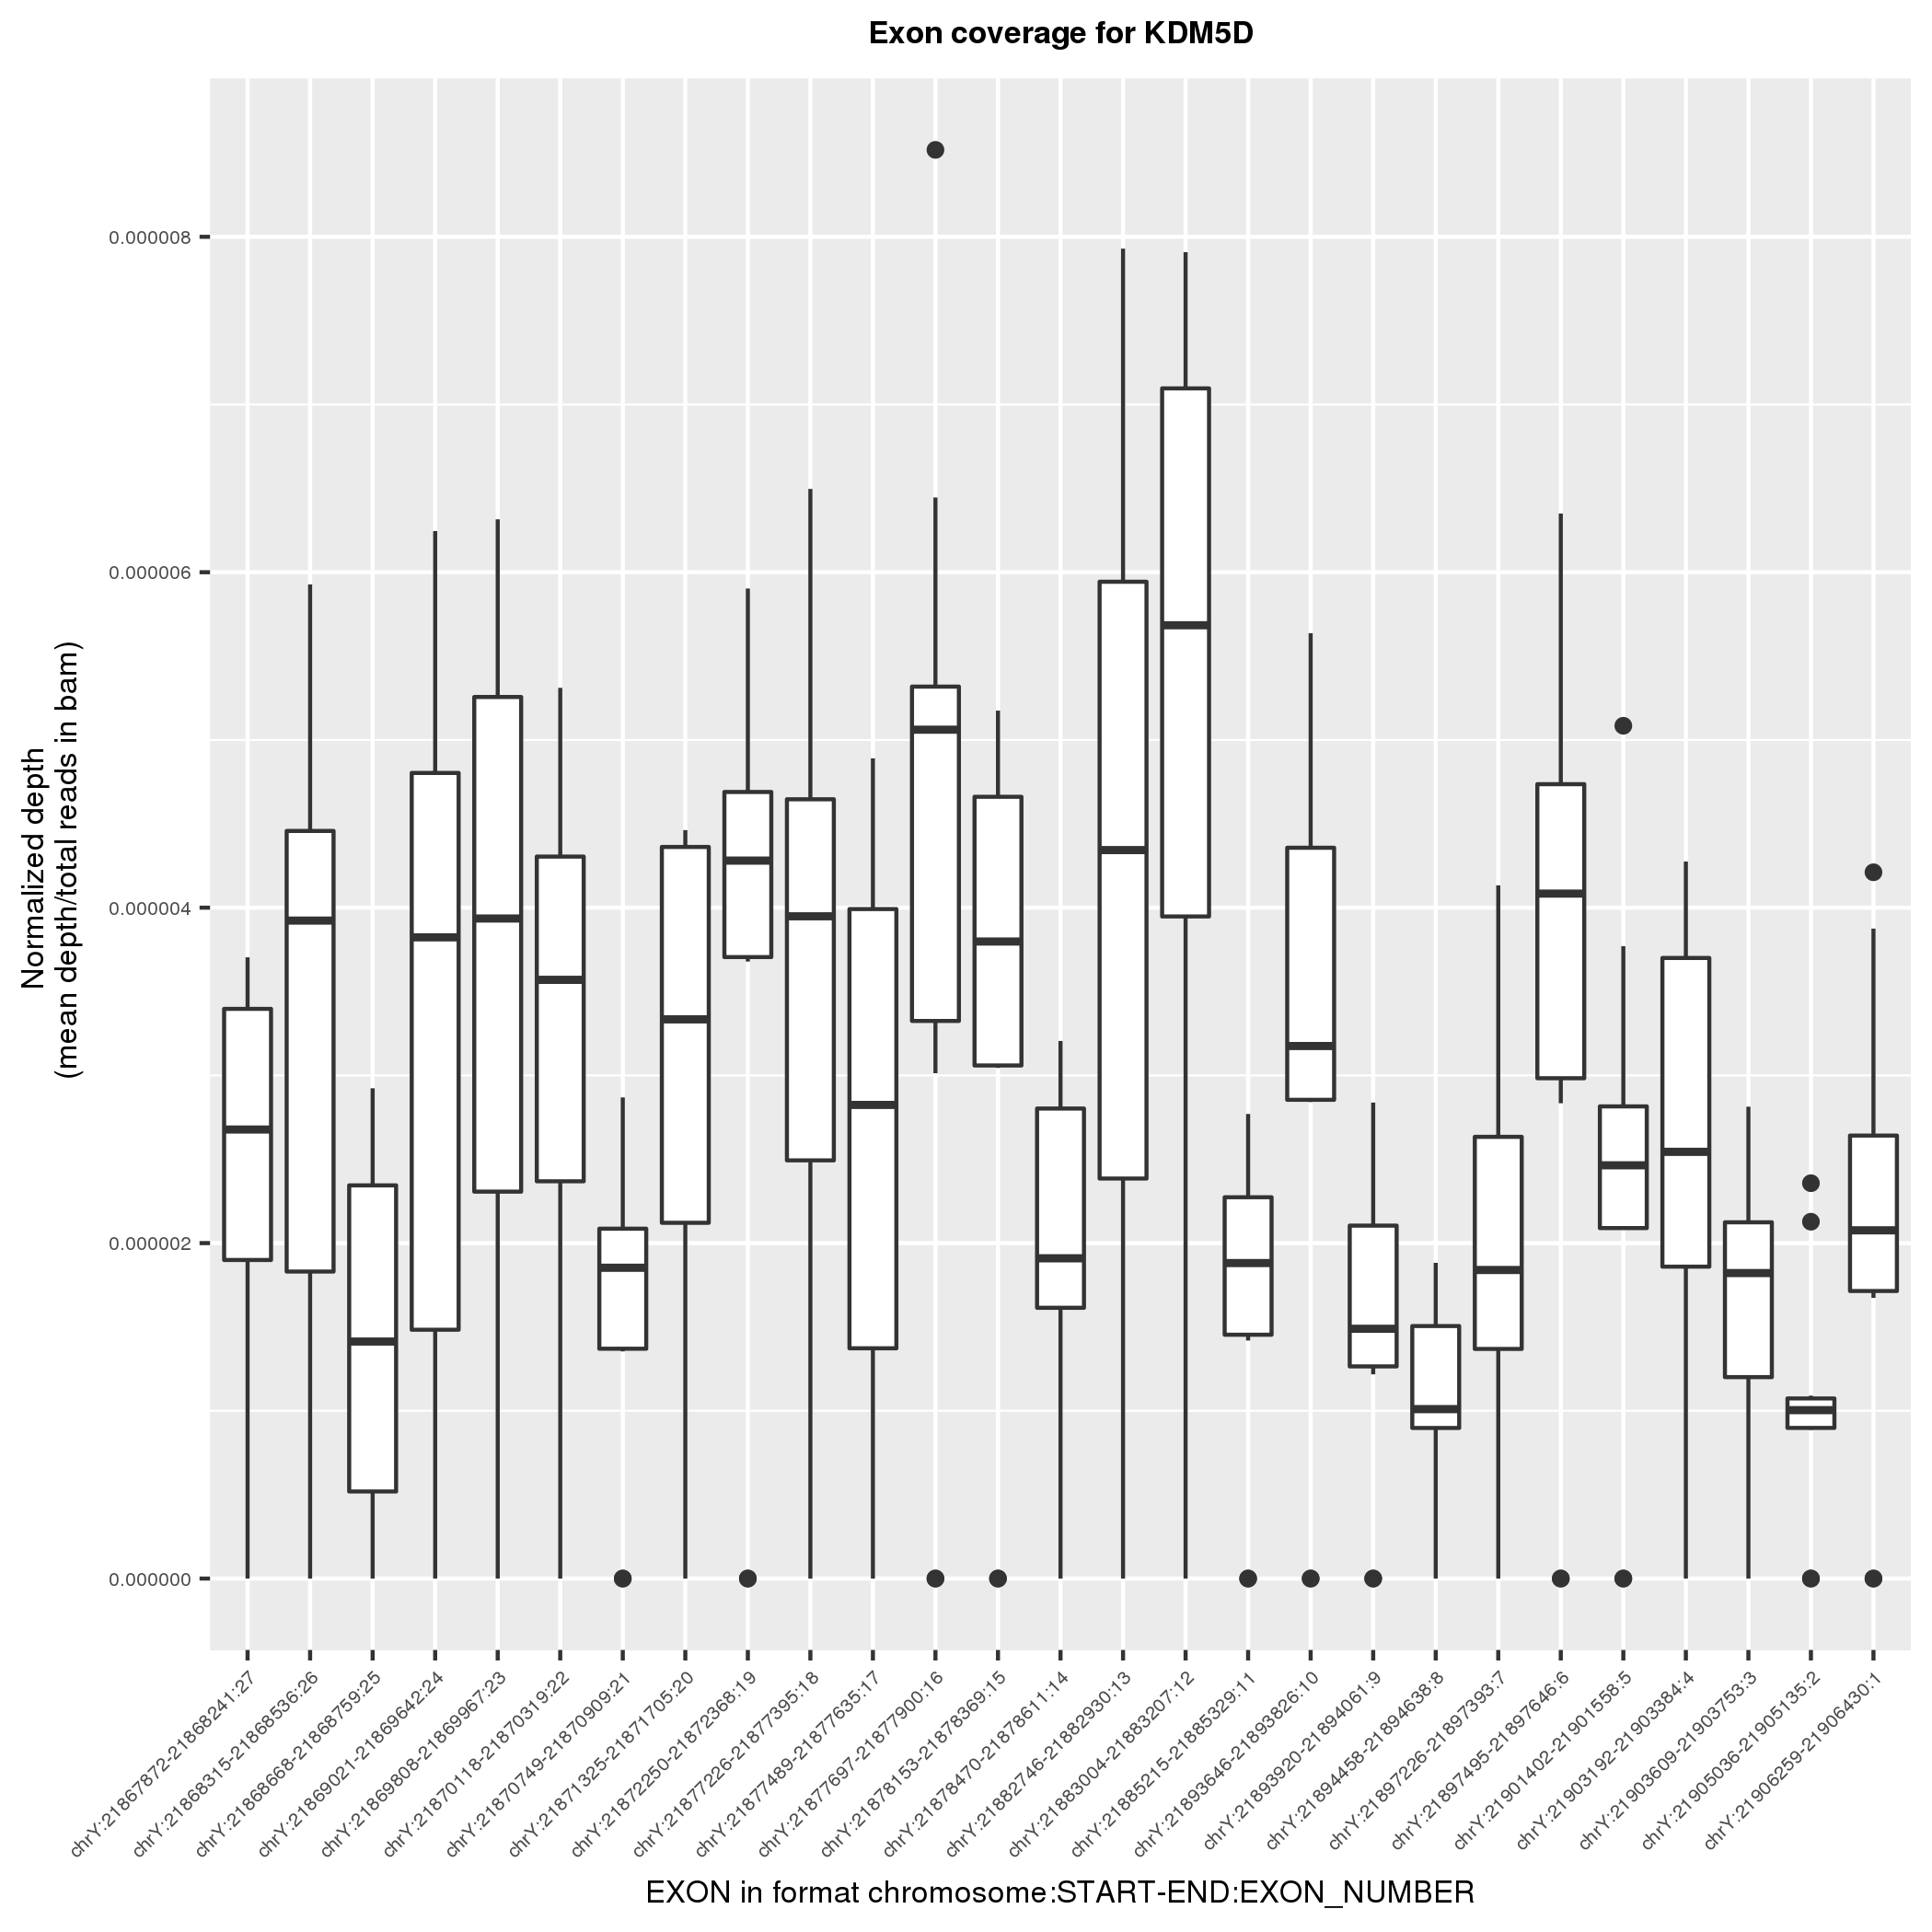 Exon coverage for KDM5D
0.000008
0.000006
0.000004
0.000002
0.000000
Normalized depth
(mean depth/total reads in bam)
chrY:21867872-21868241:27
chrY:21868315-21868536:26
chrY:21868668-21868759:25
chrY:21869021-21869642:24
chrY:21869808-21869967:23
chrY:21870118-21870319:22
chrY:21870749-21870909:21
chrY:21871325-21871705:20
chrY:21872250-21872368:19
chrY:21877226-21877395:18
chrY:21877489-21877635:17
chrY:21877697-21877900:16
chrY:21878153-21878369:15
chrY:21878470-21878611:14
chrY:21882746-21882930:13
chrY:21883004-21883207:12
chrY:21885215-21885329:11
chrY:21893646-21893826:10
chrY:21893920-21894061:9
chrY:21894458-21894638:8
chrY:21897226-21897393:7
chrY:21897495-21897646:6
chrY:21901402-21901558:5
chrY:21903192-21903384:4
chrY:21903609-21903753:3
chrY:21905036-21905135:2
chrY:21906259-21906430:1
EXON in format chromosome:START-END:EXON_NUMBER